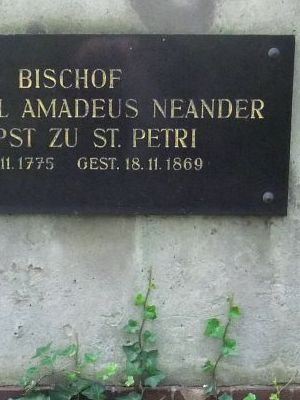 BISCHOF
L AMADEUS NEANDER
PST ZU ST. PETRI
11.1775 GEST. 18.11.1869